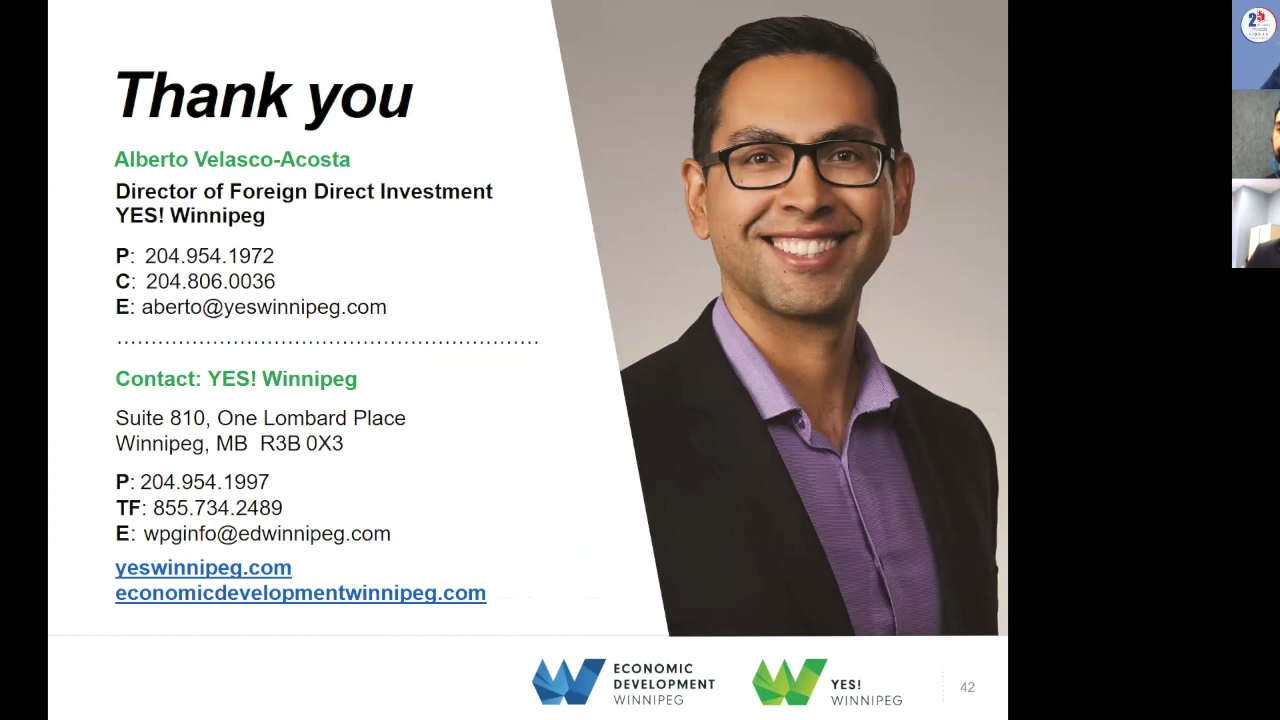 Thank you
Alberto Velasco-Acosta
Director of Foreign Direct Investment
YES! Winnipeg
P: 204.954.1972
C: 204.806.0036
E: aberto@yeswinnipeg.com
Contact: YES! Winnipeg
Suite 810, One Lombard Place
Winnipeg, MB R3B 0X3
P: 204.954.1997
TF: 855.734.2489
E: wpginfo@edwinnipeg.com
yeswinnipeg.com
economicdevelopmentwinnipeg.com
ECONOMIC
DEVELOPMENT
WINNIPEG
YES!
WINNIPEG
42